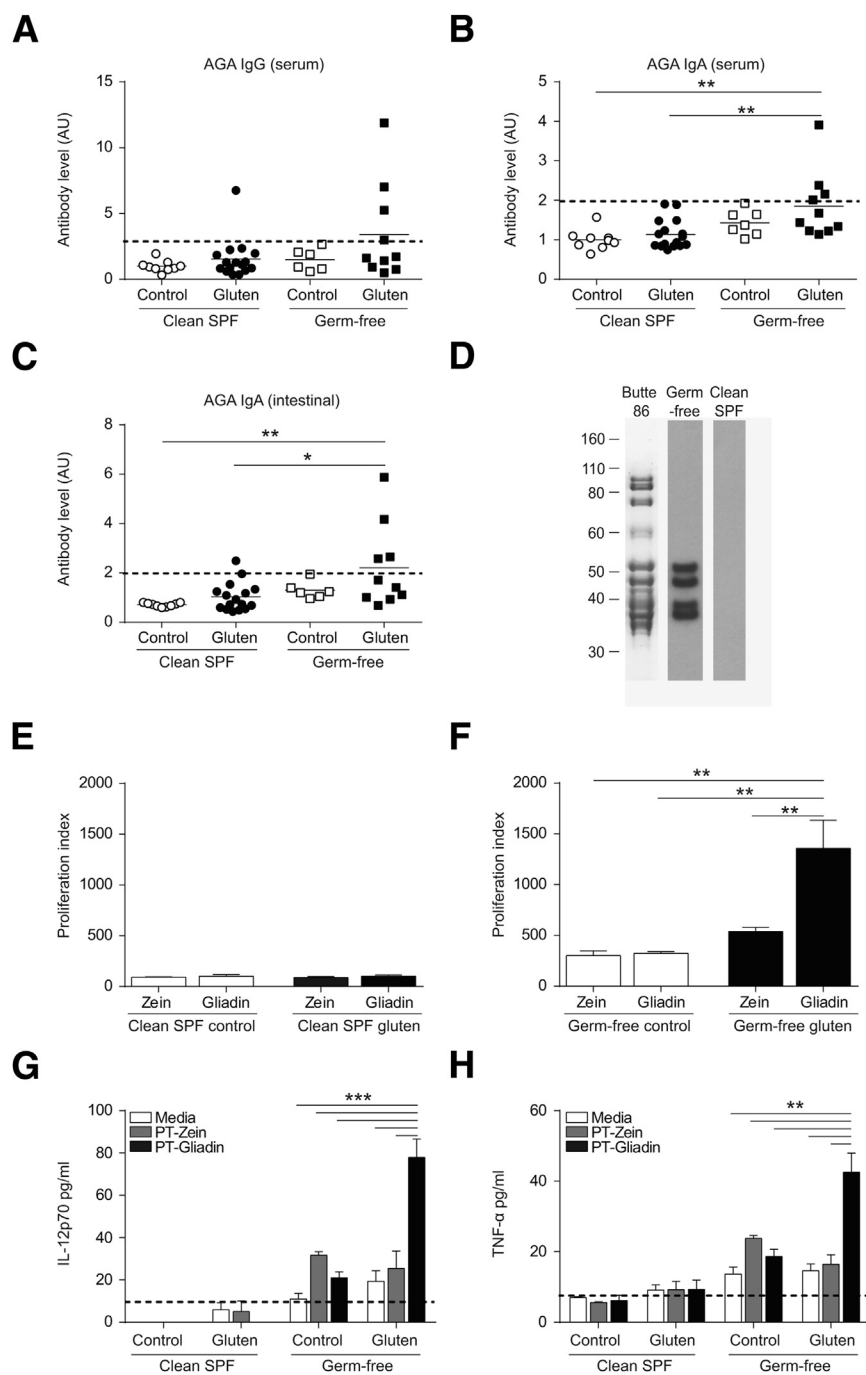 A
AGA IgG (serum)
Antibody level (AU)
15
10
5
0
Control Gluten Control Gluten
Clean SPF Germ-free
B
AGA IgA (serum)
**
**
Antibody level (AU)
5
4
3
2
1
0
Control Gluten Control Gluten
Clean SPF Germ-free
C
AGA IgA (intestinal)
**
*
Antibody level (AU)
8
6
4
2
0
Control Gluten Control Gluten
Clean SPF Germ-free
D
Butte Germ Clean
86 -free SPF
160
110
80
60
50
40
30
E
Proliferation index
2000
1500
1000
500
0
Zein Gliadin Zein Gliadin
Clean SPF control Clean SPF gluten
F
**
**
**
Proliferation index
2000
1500
1000
500
0
Zein Gliadin Zein Gliadin
Germ-free control Germ-free gluten
G
***
Media
PT-Zein
PT-Gliadin
IL-12p70 pg/ml
100
80
60
40
20
0
Control Gluten Control Gluten
Clean SPF Germ-free
H
**
Media
PT-Zein
PT-Gliadin
TNF-α pg/ml
60
40
20
0
Control Gluten Control Gluten
Clean SPF Germ-free